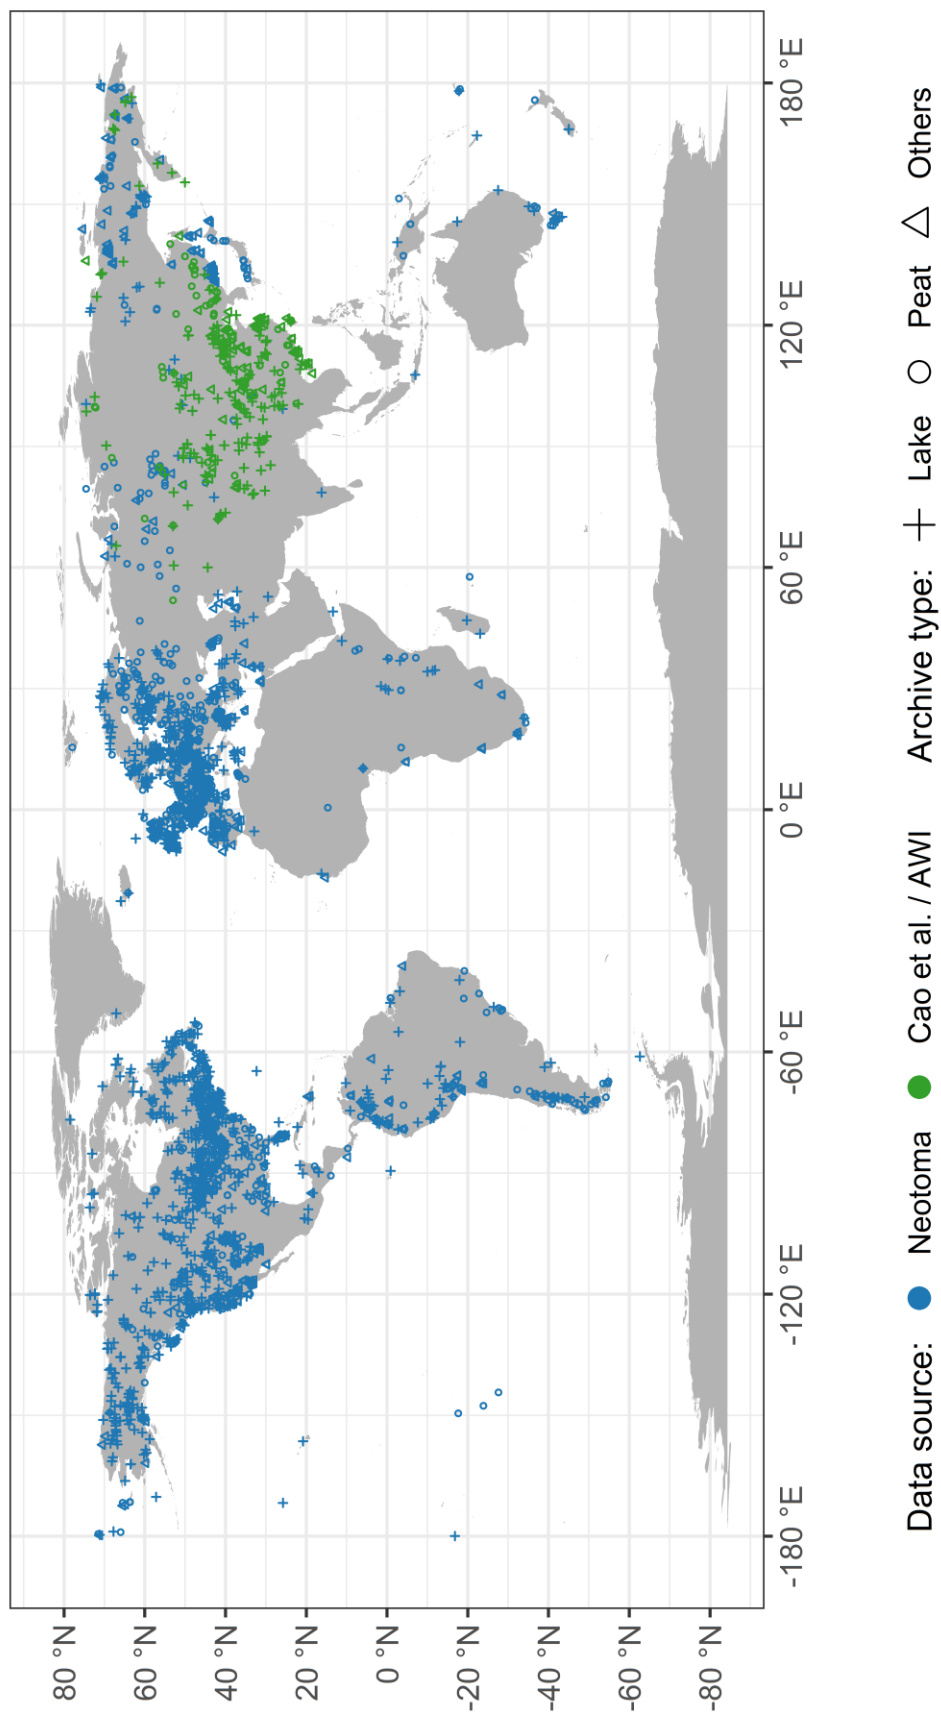 80 °N
60 °N
40 °N
20 °N
0 °N
-20 °N
-40 °N
-60 °N
-80 °N
-180 °E
-120 °E
-60 °E
0 °E
60 °E
120 °E
180 °E
Data source: Neotoma Cao et al. / AWI Archive type: Lake Peat Others